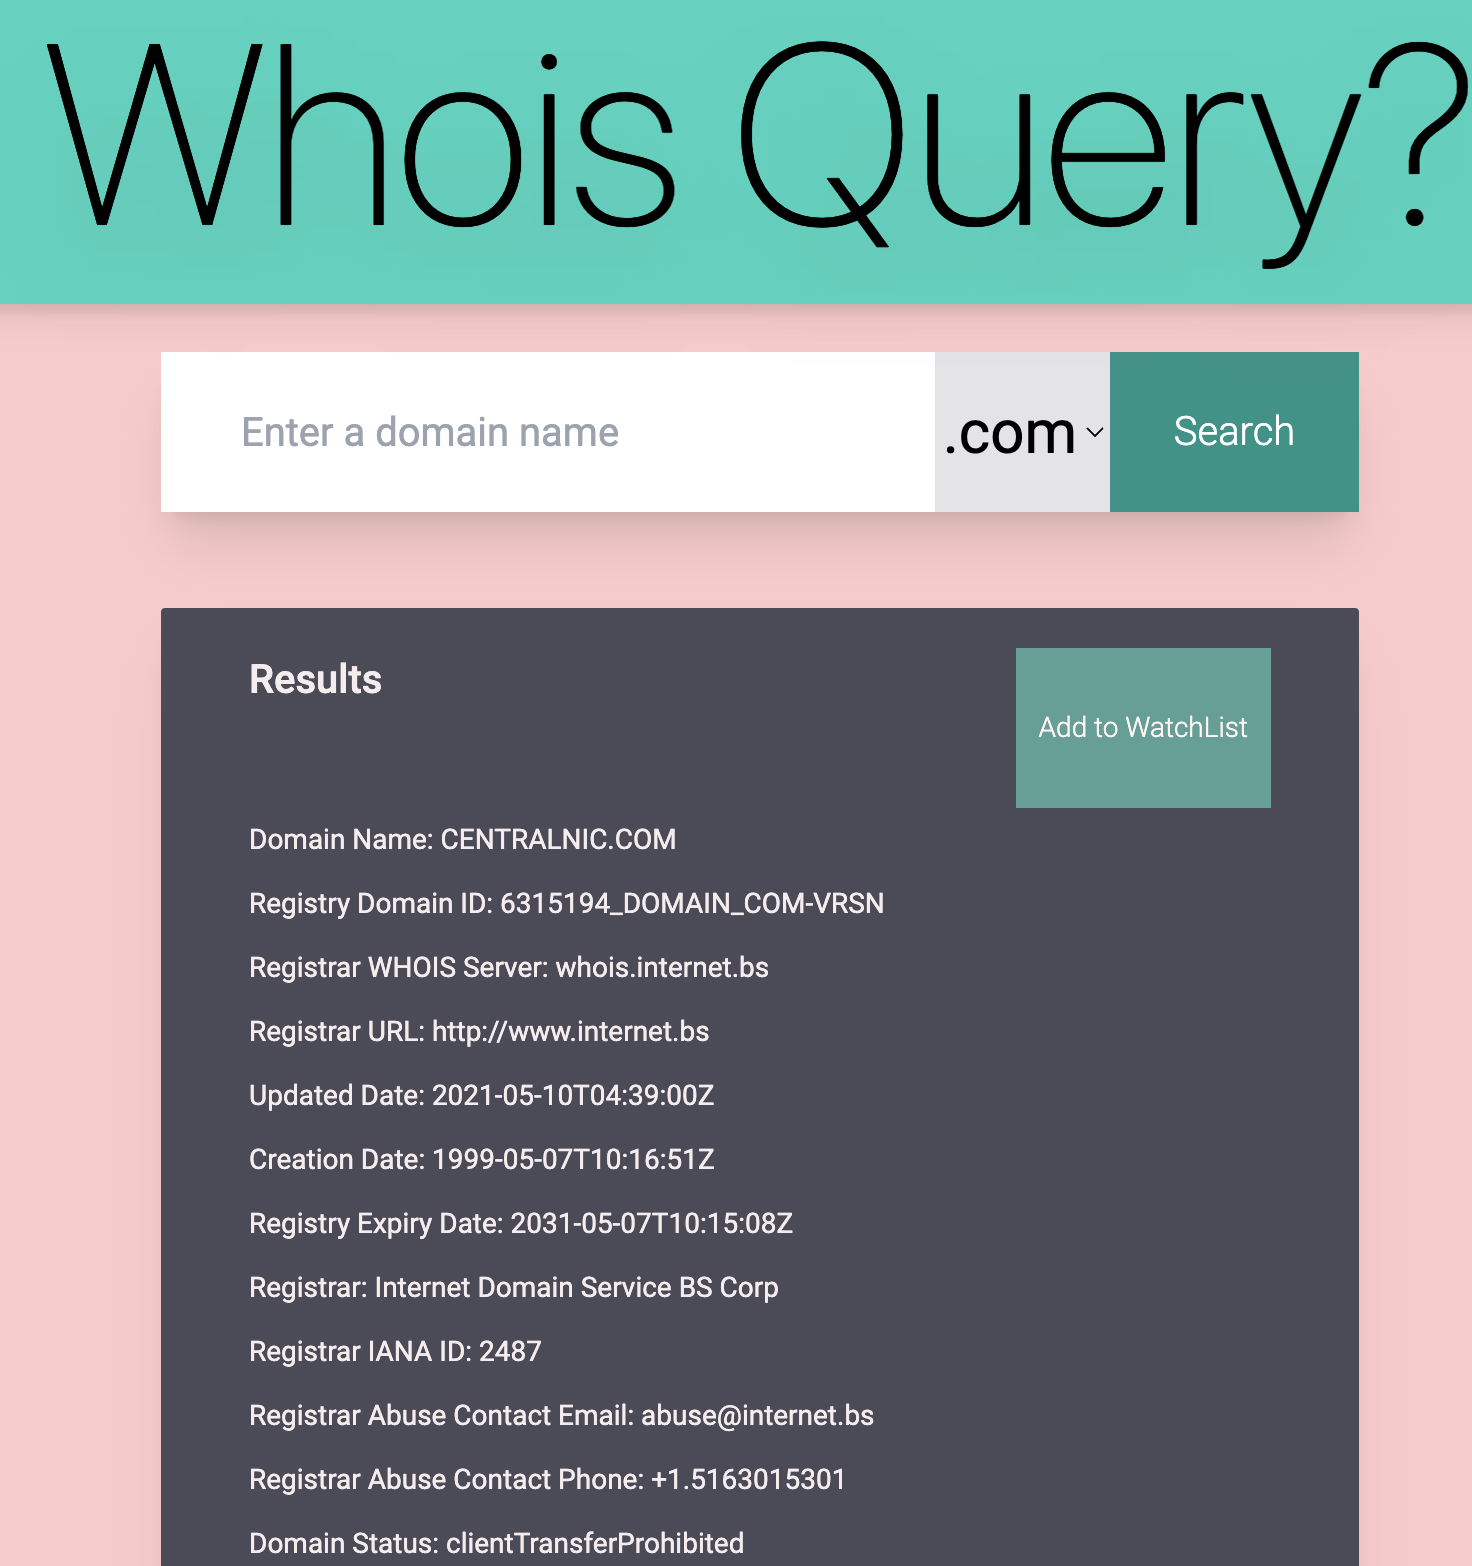 Whois Query?
Enter a domain name
.com
Search
Results
Add to WatchList
Domain Name: CENTRALNIC.COM
Registry Domain ID: 6315194_DOMAIN_COM-VRSN
Registrar WHOIS Server: whois.internet.bs
Registrar URL: http://www.internet.bs
Updated Date: 2021-05-10T04:39:00Z
Creation Date: 1999-05-07T10:16:51Z
Registry Expiry Date: 2031-05-07T10:15:08Z
Registrar: Internet Domain Service BS Corp
Registrar IANA ID: 2487
Registrar Abuse Contact Email: abuse@internet.bs
Registrar Abuse Contact Phone: +1.5163015301
Domain Status: clientTransferProhibited